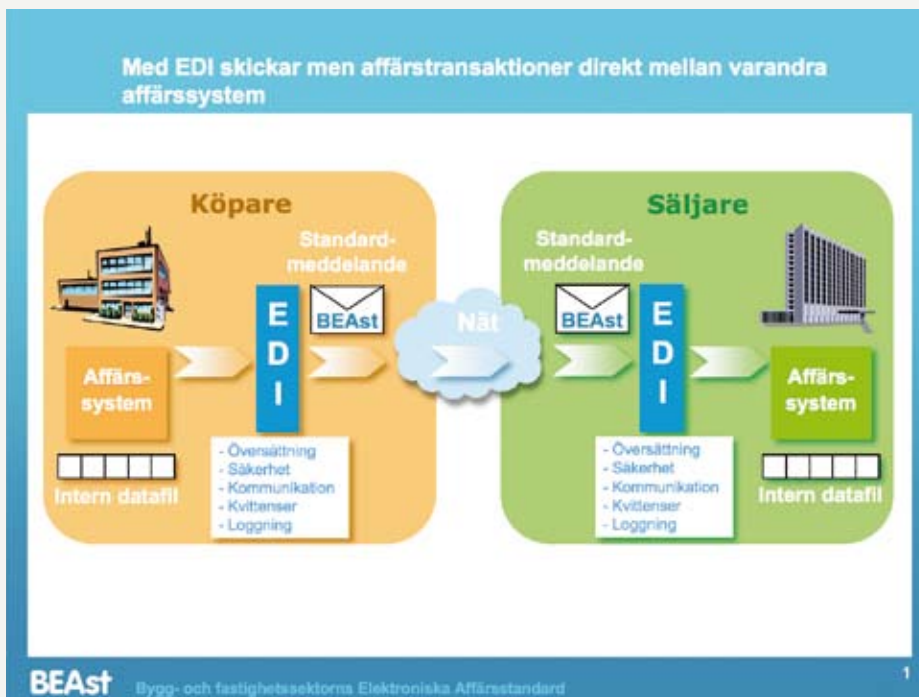 Med EDI skickar men affärstransaktioner direkt mellan varandra
affärssystem
Köpare
Standard-
meddelande
BEAst
E
D
I
Affärs-
system
Intern datafil
- Översättning
- Säkerhet
- Kommunikation
- Kvittenser
- Loggning
Nät
Säljare
Standard-
meddelande
BEAst
E
D
I
Affärs-
system
Intern datafil
- Översättning
- Säkerhet
- Kommunikation
- Kvittenser
- Loggning
BEAst
Bygg- och fastighetssektorns Elektroniska Affärsstandard
1